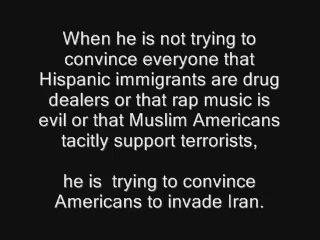 When he is not trying to
convince everyone that
Hispanic immigrants are drug
dealers or that rap music is
evil or that Muslim Americans
tacitly support terrorists,
he is  trying to convince
Americans to invade Iran.